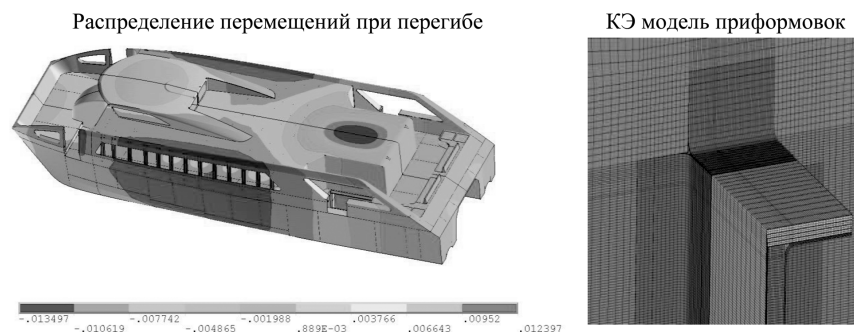 Распределение перемещений при перегибе
КЭ модель приформовок
-.013497 -.007742 -.001988 .003766 .00952
-.010619 -.004865 .889E-03 .006643 .012397